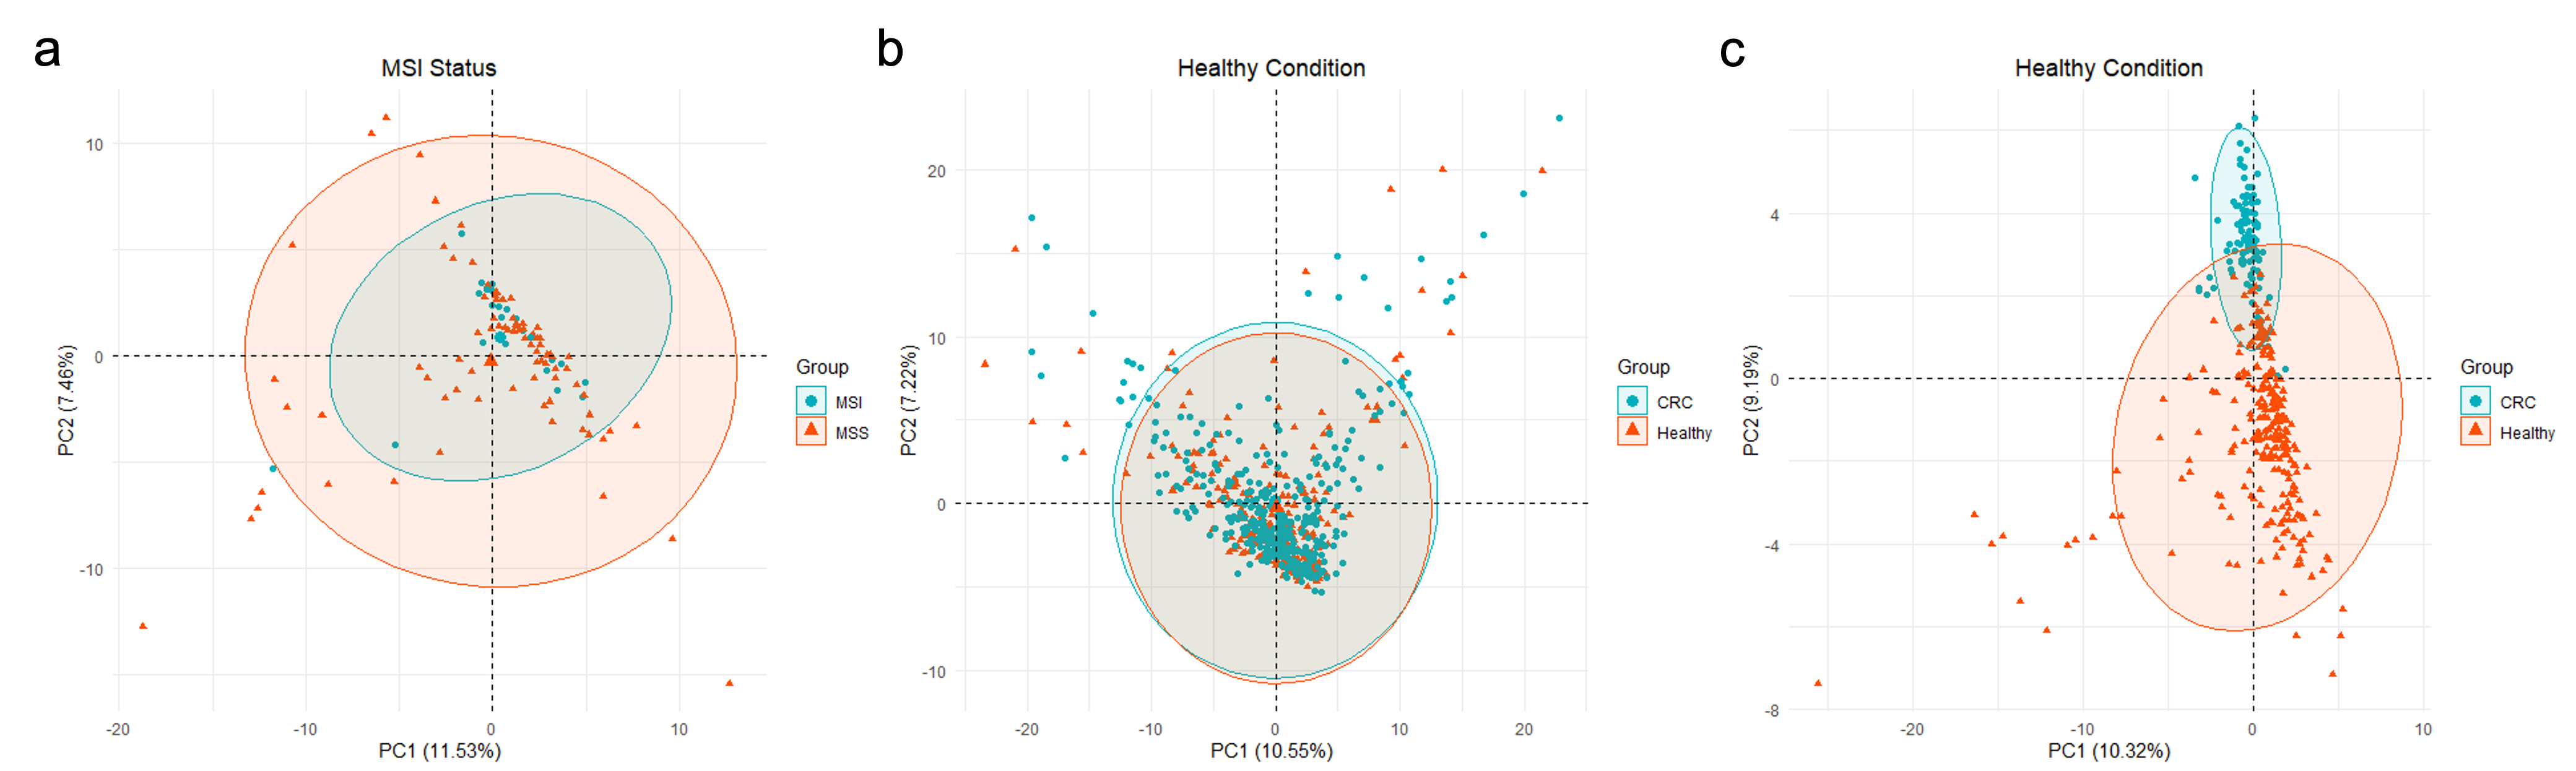 a
MSI Status
10
0
-10
-20
-10
0
10
PC1 (11.53%)
PC2 (7.46%)
Group
MSI
MSS
b
Healthy Condition
20
10
0
-10
-20
-10
0
10
20
PC1 (10.55%)
PC2 (7.22%)
Group
CRC
Healthy
c
Healthy Condition
4
0
-4
-8
-20
-10
0
10
PC1 (10.32%)
PC2 (9.19%)
Group
CRC
Healthy